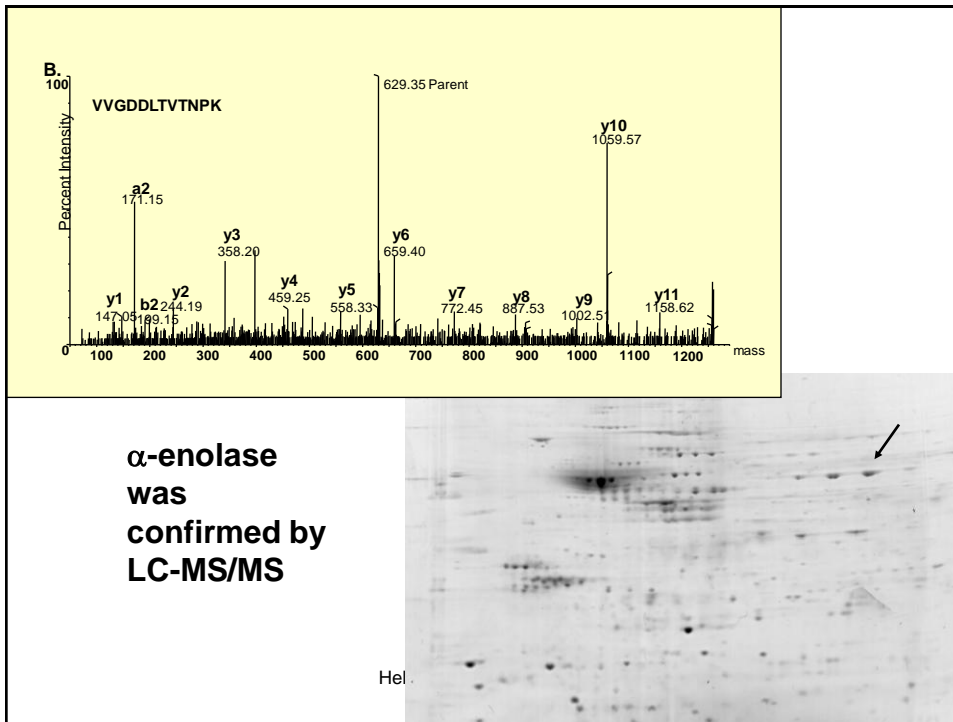 B.
100
VVGDDLTVTNPK
Percent Intensity
629.35 Parent
y10
1059.57
a2
171.15
y3
358.20
y6
659.40
y1
147.05
b2
199.15
y2
244.19
y4
459.25
y5
558.33
y7
772.45
y8
887.53
y9
1002.51
y11
1158.62
0
100 200 300 400 500 600 700 800 900 1000 1100 1200
mass
α-enolase
was
confirmed by
LC-MS/MS